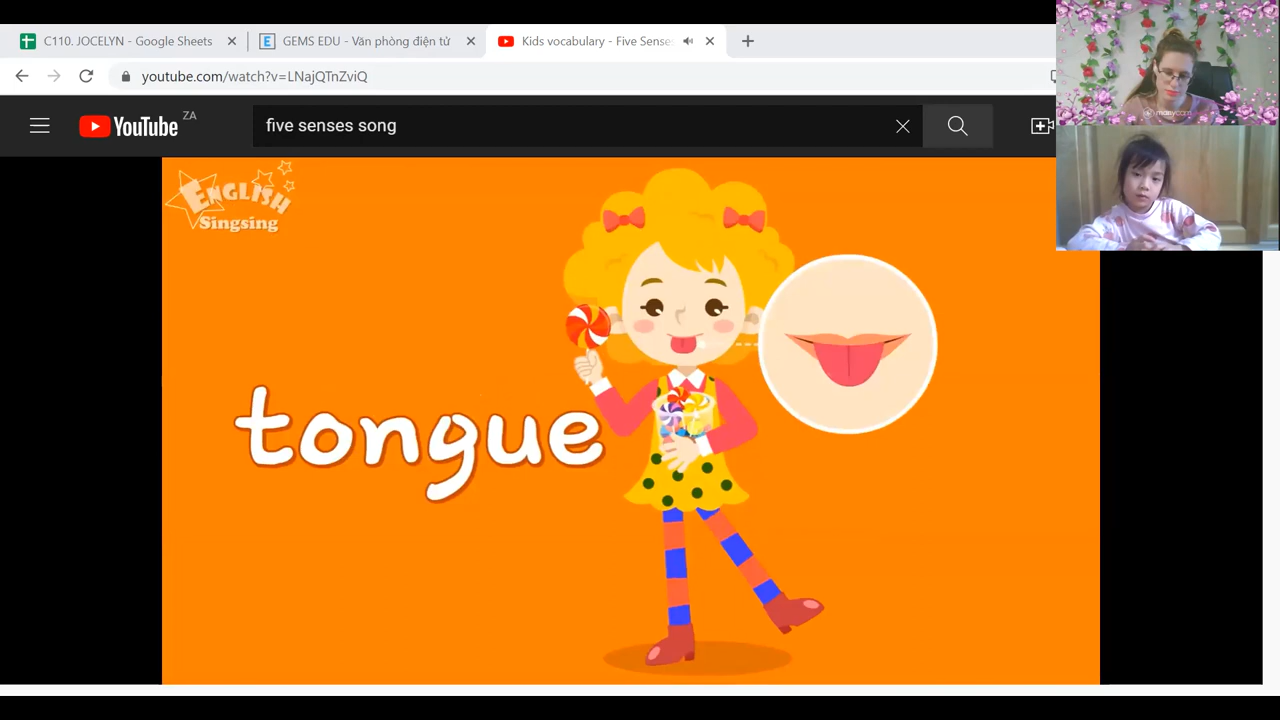 C110. JOCELYN - Google Sheets
GEMS EDU - Văn phòng điện tử
Kids vocabulary - Five Sense
youtube.com/watch?v=LNajQTnZviQ
YouTube ZA
five senses song
manycam
ENGLISH
Singsing
tongue